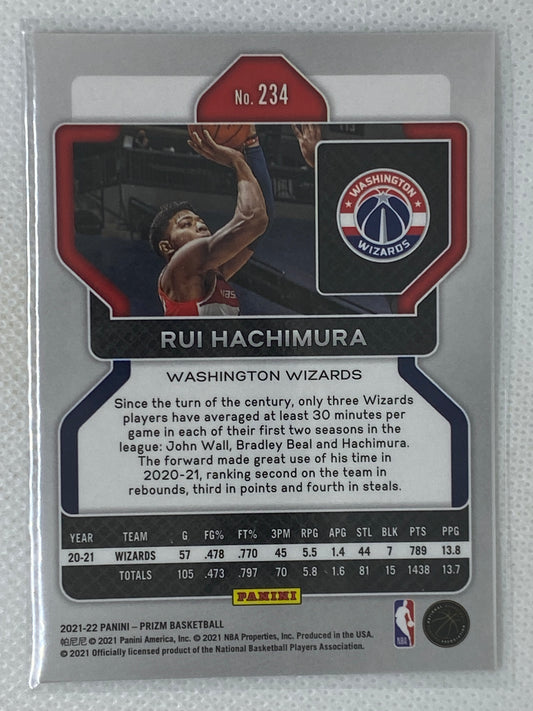 No. 234
WASHINGTON
WIZARDS
RUI HACHIMURA
WASHINGTON WIZARDS
Since the turn of the century, only three Wizards
players have averaged at least 30 minutes per
game in each of their first two seasons in the
league: John Wall, Bradley Beal and Hachimura.
The forward made great use of his time in
2020-21, ranking second on the team in
rebounds, third in points and fourth in steals.
YEAR TEAM G FG% FT% 3PM RPG APG STL BLK PTS PPG
20-21 WIZARDS 57 .478 .770 45 5.5 1.4 44 7 789 13.8
TOTALS 105 .473 .797 70 5.8 1.6 81 15 1438 13.7
PANINI
2021-22 PANINI – PRIZM BASKETBALL
帕尼尼 © 2021 Panini America, Inc. © 2021 NBA Properties, Inc. Produced in the USA.
© 2021 Officially licensed product of the National Basketball Players Association.
NBA